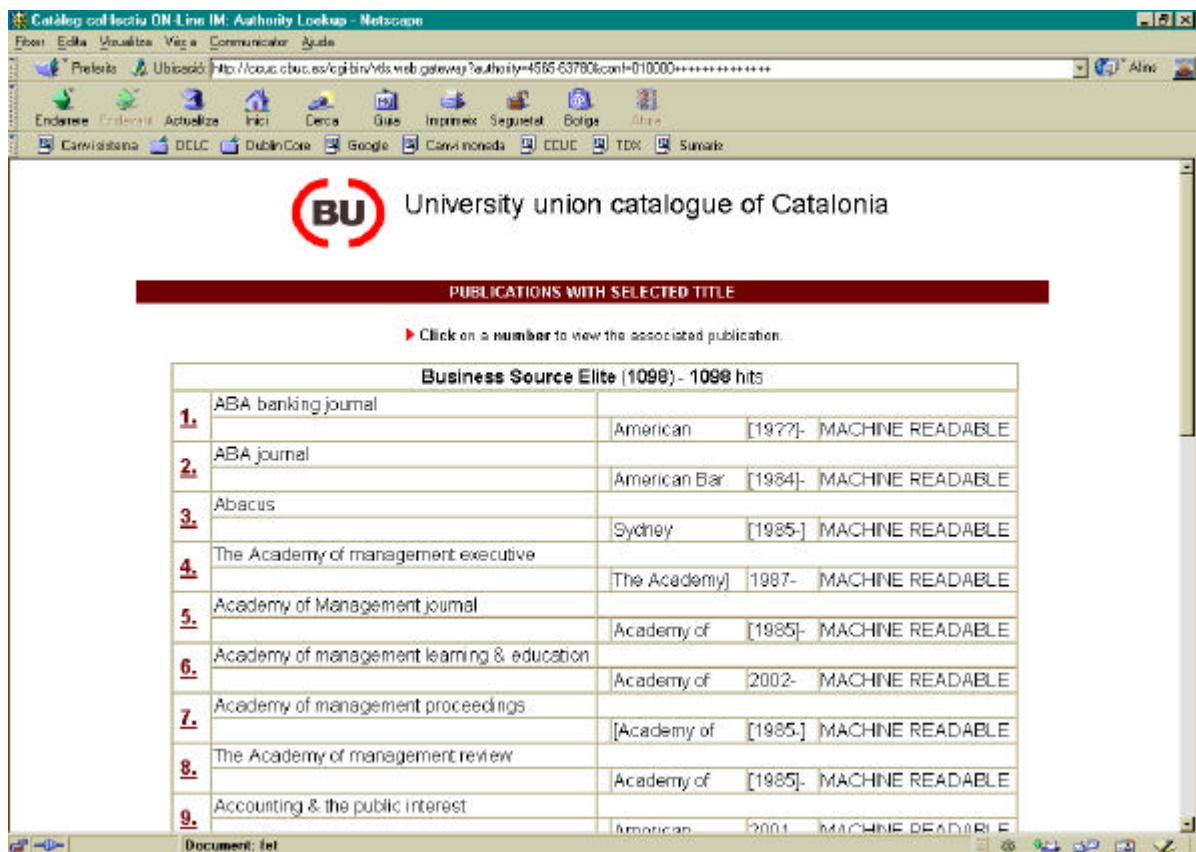 Catàleg col·lectiu ON-Line IM: Authority Lookup - Netscape
Fitxer Edita Visualitza Vés a Communicator Ajuda
Preferits Ubicació http://ccuc.cbuc.es/cgi-bin/vtls.web.gateway?authority=4565-63780&conf=010000+++++++++++++++
Endarrere Endavant Actualitza Inici Cerca Guia Imprimeix Seguretat Botiga Atura
Canvi sistema OCLC DublinCore Google Canvi moneda CCUC TDX Sumaris
BU
University union catalogue of Catalonia
PUBLICATIONS WITH SELECTED TITLE
Click on a number to view the associated publication.
Business Source Elite (1098) - 1098 hits
1. ABA banking journal
American [19??]- MACHINE READABLE
2. ABA journal
American Bar [1984]- MACHINE READABLE
3. Abacus
Sydney [1985-] MACHINE READABLE
4. The Academy of management executive
The Academy] 1987- MACHINE READABLE
5. Academy of Management journal
Academy of [1985]- MACHINE READABLE
6. Academy of management learning & education
Academy of 2002- MACHINE READABLE
7. Academy of management proceedings
[Academy of [1985-] MACHINE READABLE
8. The Academy of management review
Academy of [1985]- MACHINE READABLE
9. Accounting & the public interest
American 2001 MACHINE READABLE
Document: fet